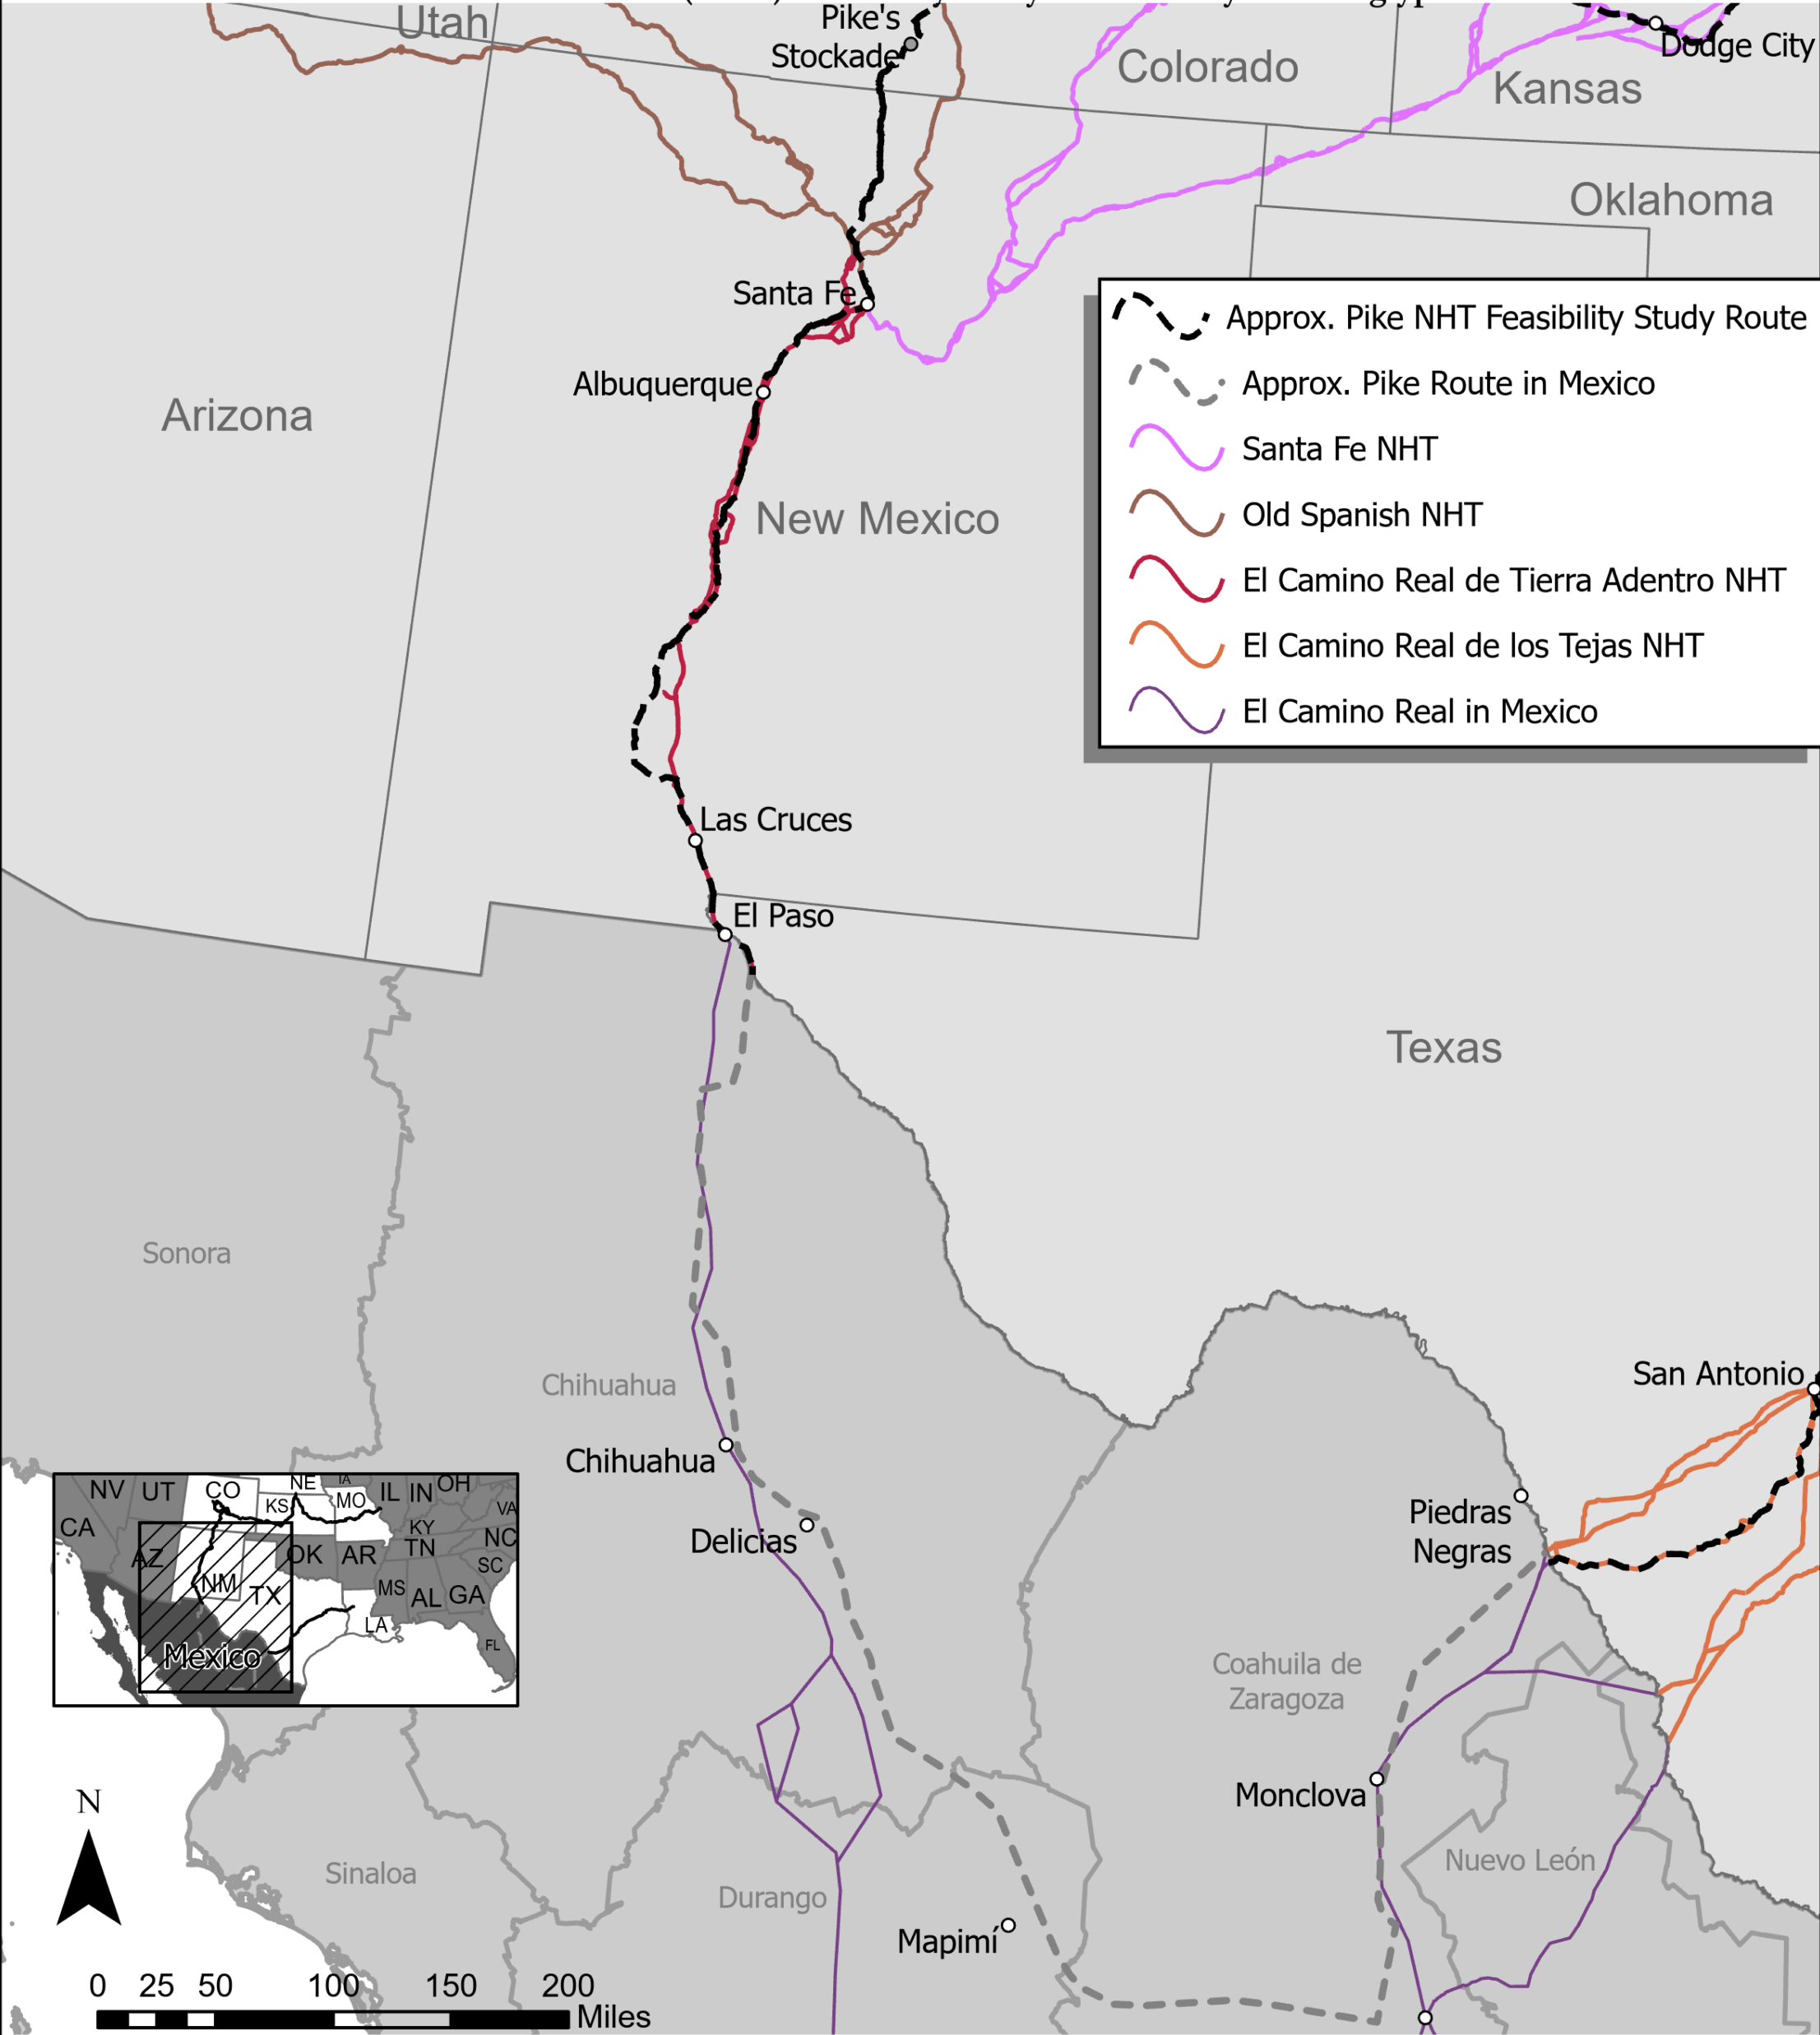 Utah
Pike's
Stockade
Colorado
Dodge City
Kansas
Oklahoma
Santa Fe
Albuquerque
Arizona
New Mexico
Approx. Pike NHT Feasibility Study Route
Approx. Pike Route in Mexico
Santa Fe NHT
Old Spanish NHT
El Camino Real de Tierra Adentro NHT
El Camino Real de los Tejas NHT
El Camino Real in Mexico
Las Cruces
El Paso
Texas
Sonora
Chihuahua
San Antonio
Chihuahua
Delicias
Piedras
Negras
Coahuila de
Zaragoza
Monclova
Nuevo León
Sinaloa
Durango
Mapimí
NV
UT
CO
NE
IA
KS
MO
IL
IN
OH
VA
CA
KY
NC
AZ
OK
AR
TN
SC
NM
TX
MS
AL
GA
LA
FL
Mexico
N
0 25 50 100 150 200
Miles